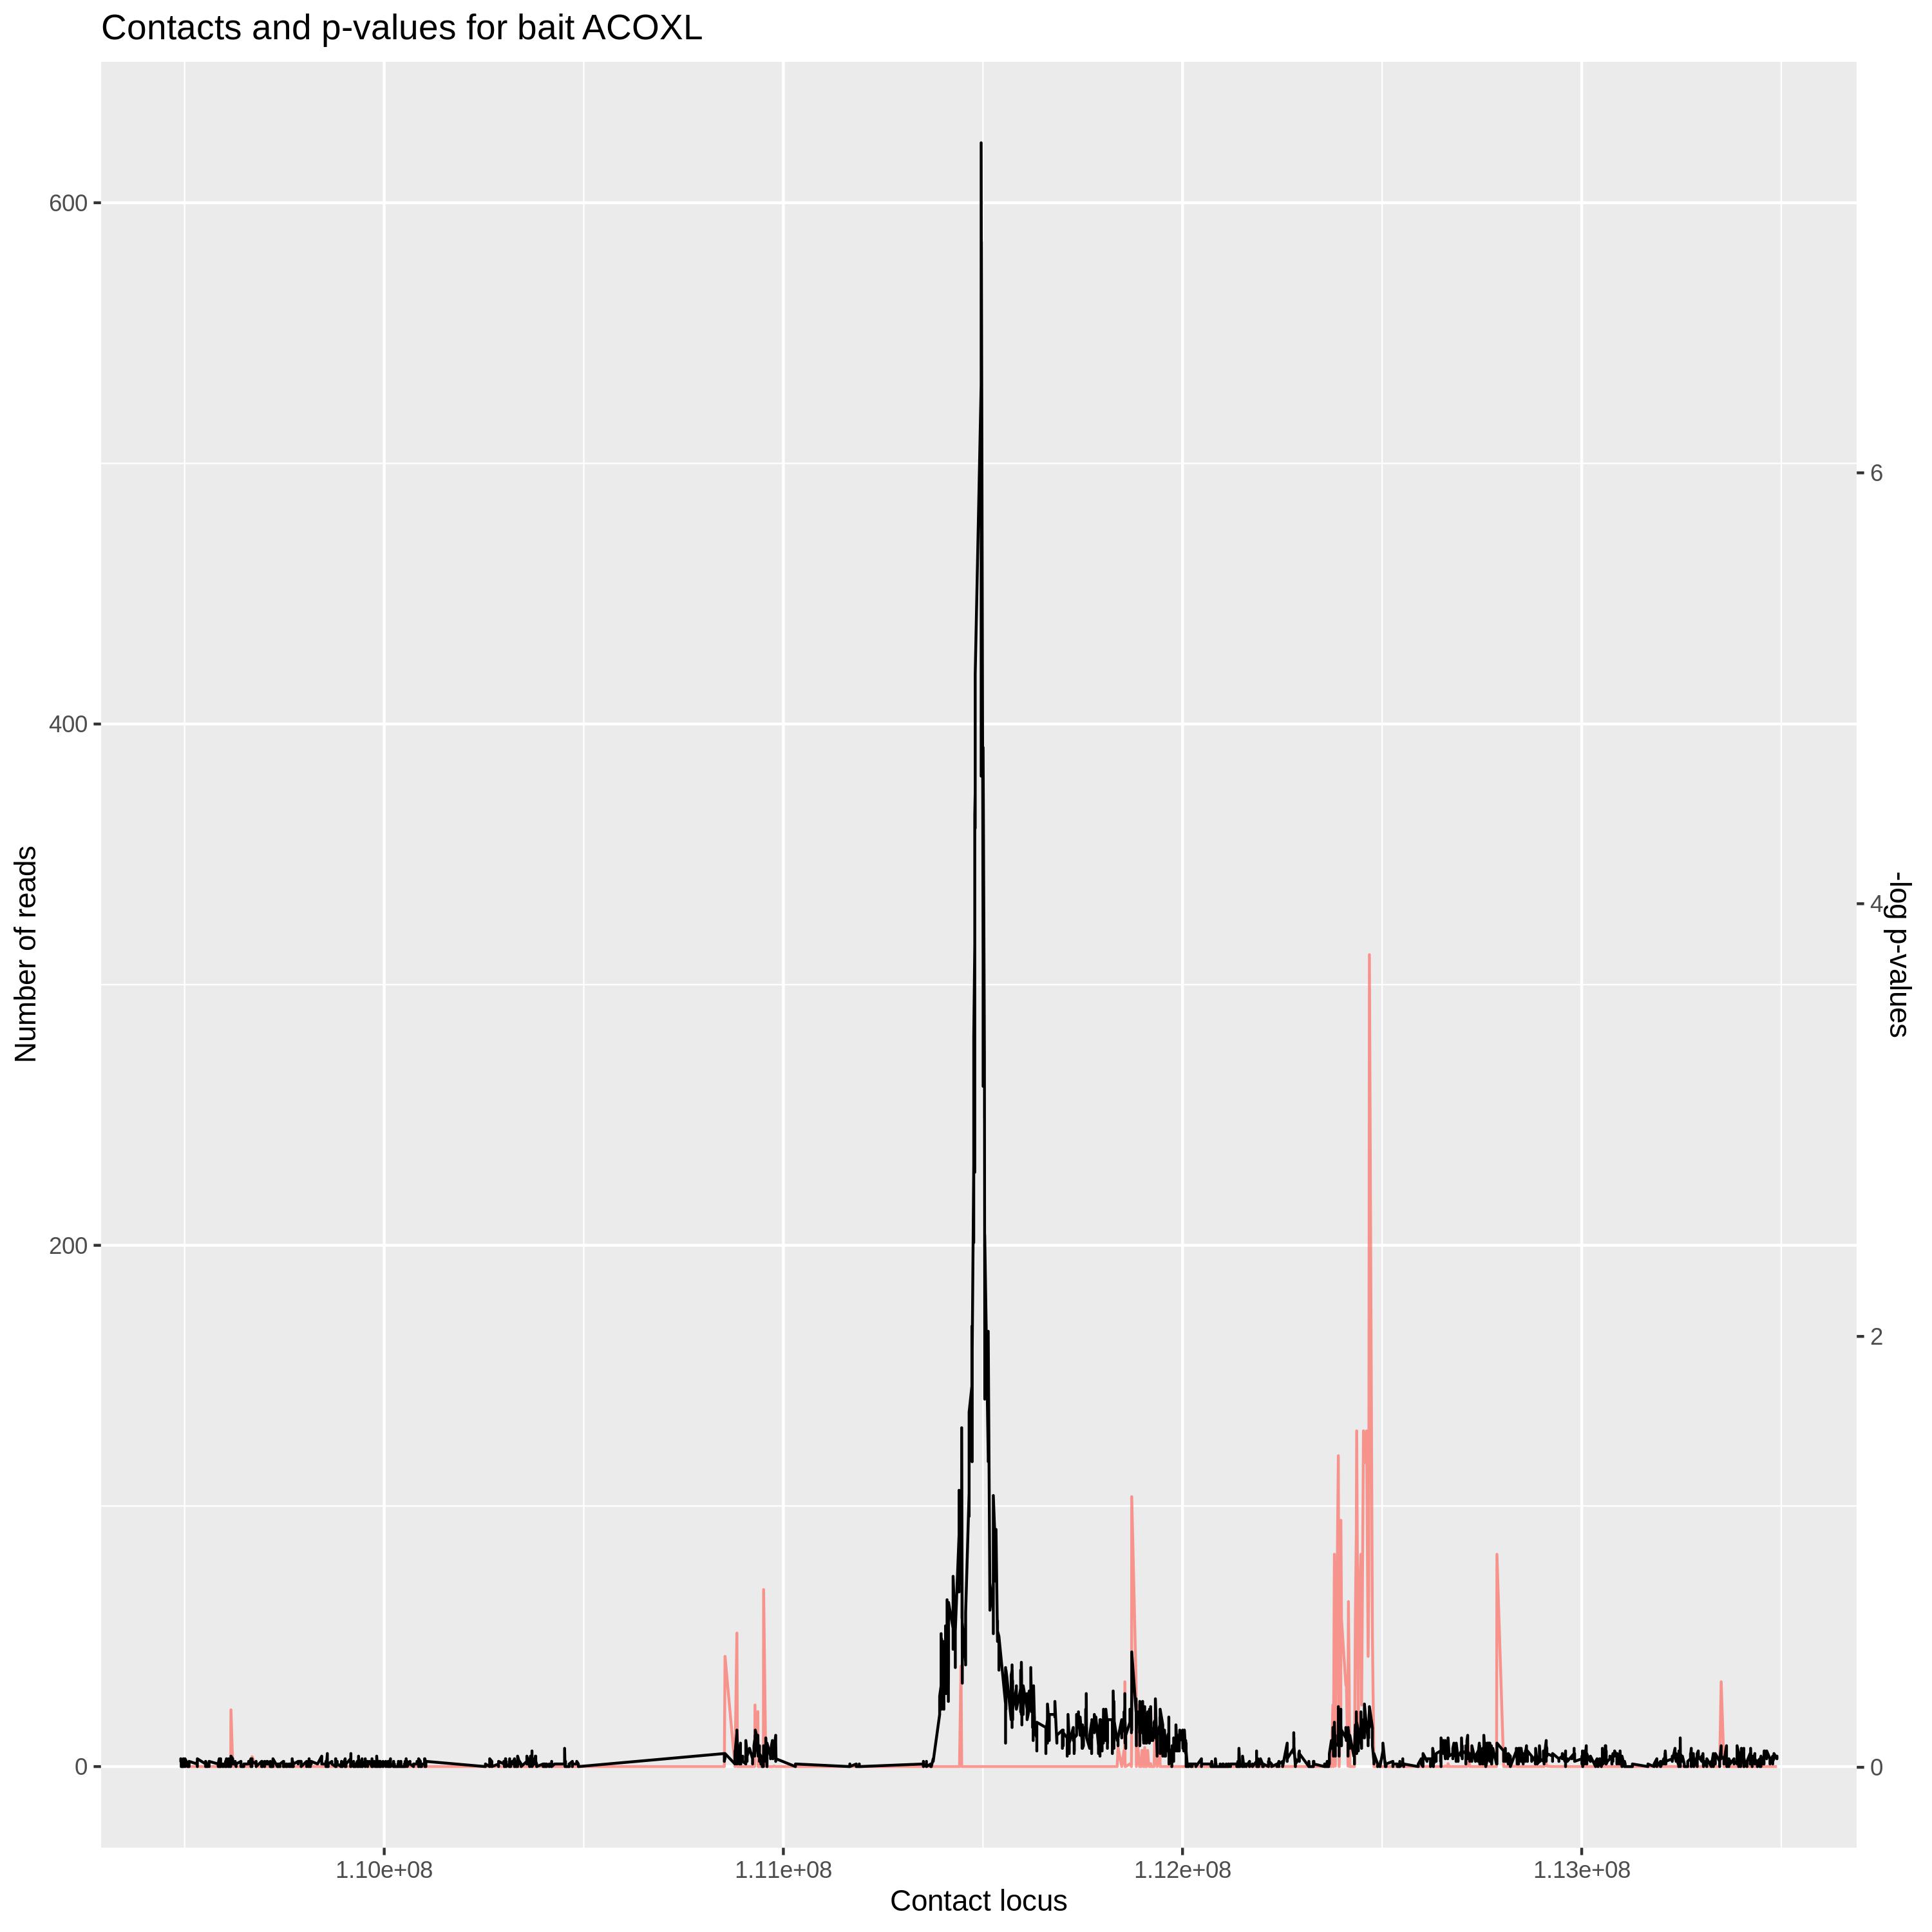 Contacts and p-values for bait ACOXL
Number of reads
600
400
200
0
6
4
2
0
-log p-values
1.10e+08
1.11e+08
1.12e+08
1.13e+08
Contact locus